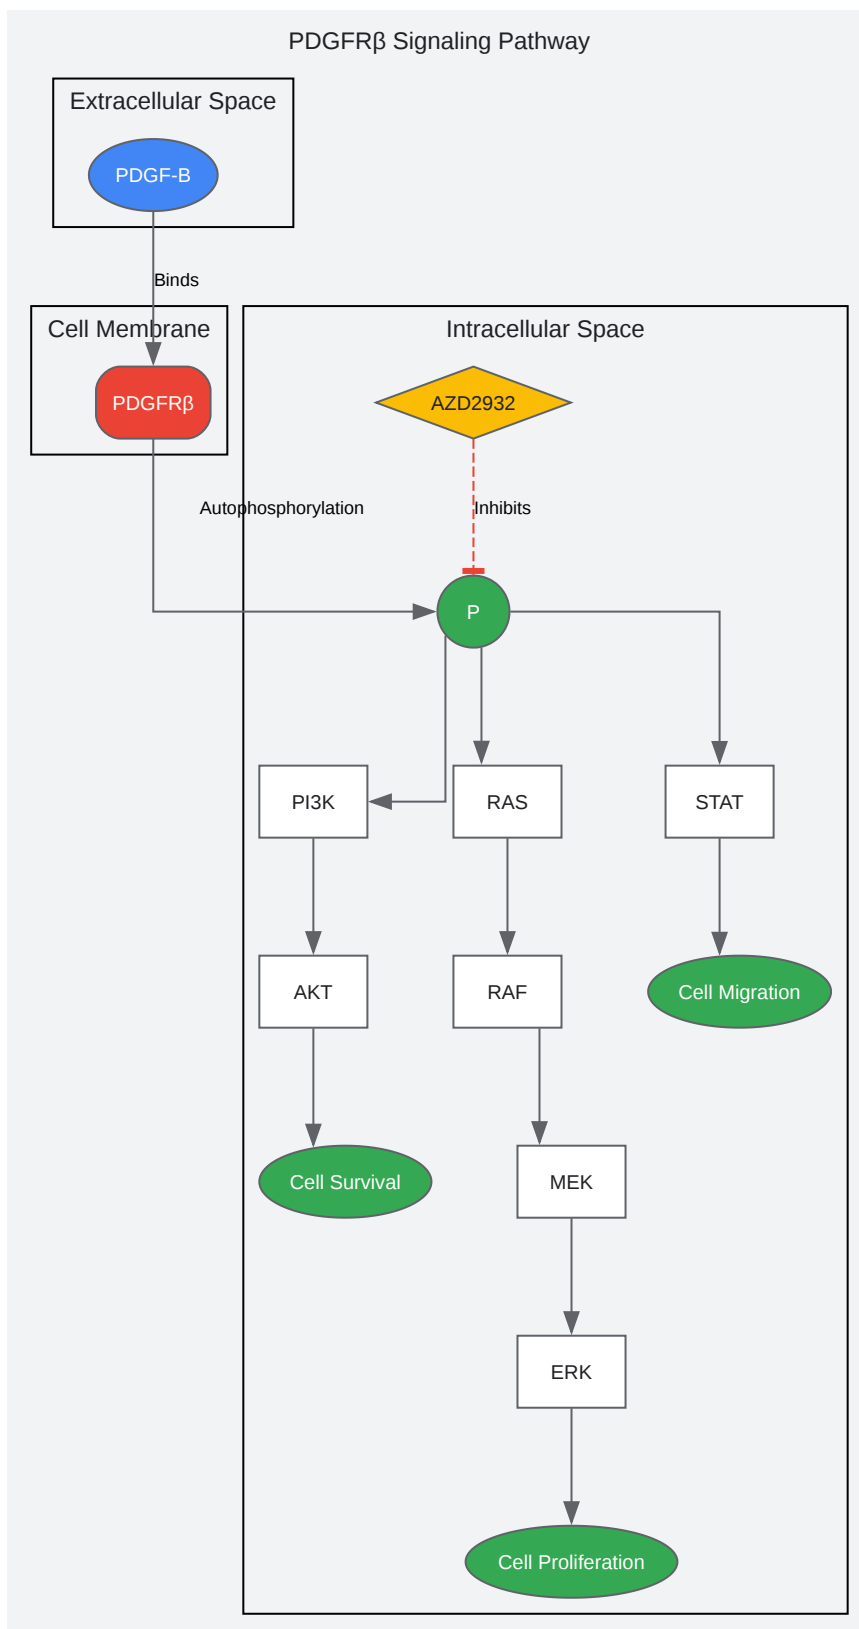 PDGFRβ Signaling Pathway
Extracellular Space
PDGF-B
Binds
Cell Membrane
Intracellular Space
PDGFRβ
AZD2932
Autophosphorylation
Inhibits
P
PI3K
RAS
STAT
AKT
RAF
Cell Migration
Cell Survival
MEK
ERK
Cell Proliferation